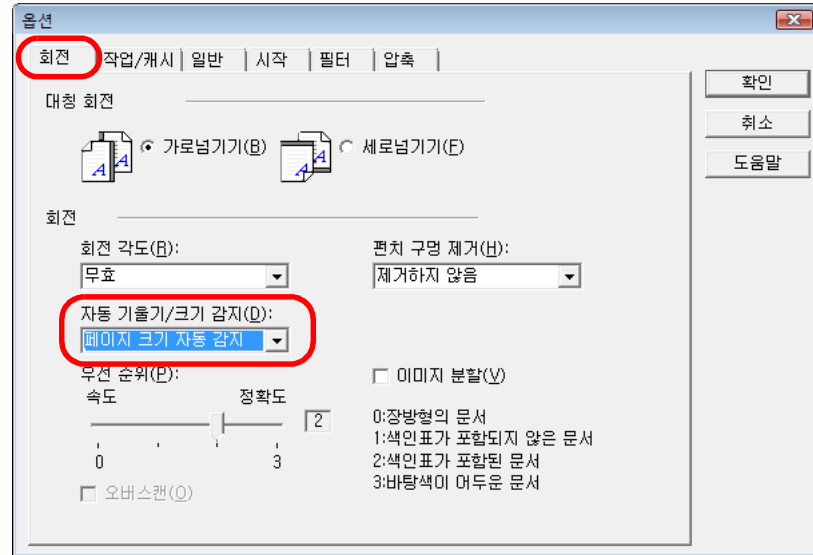 옵션
회전 작업/캐시 일반 시작 필터 압축
확인
취소
도움말
대칭 회전
가로넘기기(B) 세로넘기기(F)
회전
회전 각도(R): 펀치 구멍 제거(H):
무효 제거하지 않음
자동 기울기/크기 감지(D):
페이지 크기 자동 감지
우선 순위(P): 이미지 분할(V)
속도 정확도
2
0 3
0:장방형의 문서
1:색인표가 포함되지 않은 문서
2:색인표가 포함된 문서
3:바탕색이 어두운 문서
오버스캔(O)